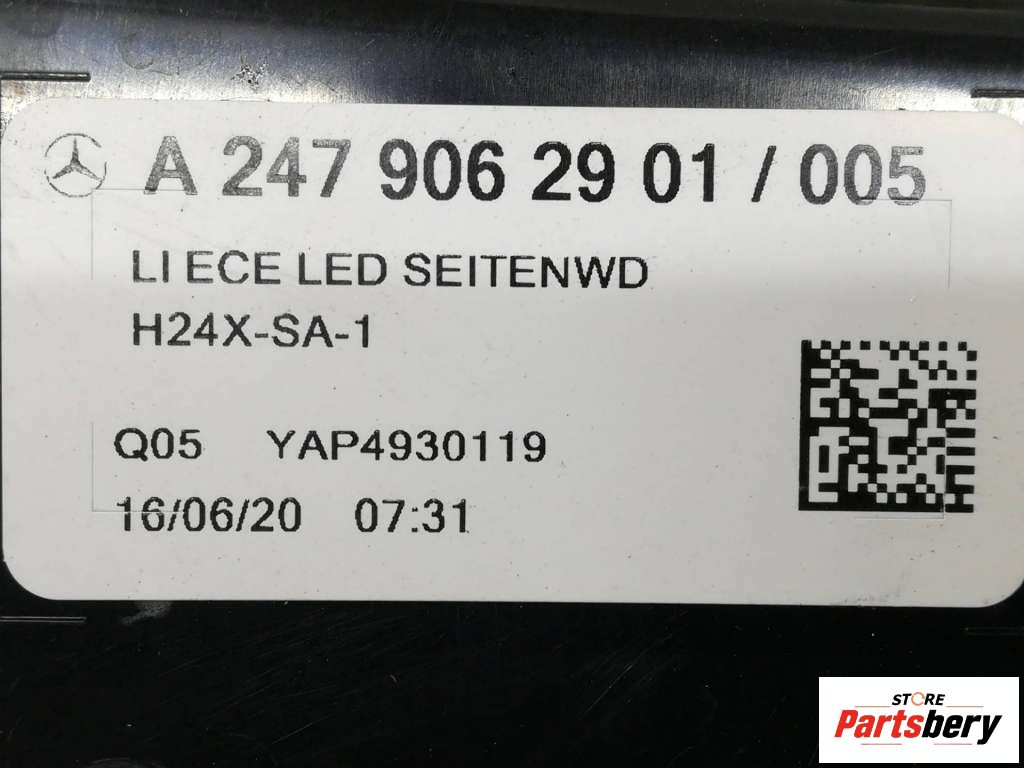 A 247 906 29 01 / 005
LI ECE LED SEITENWD
H24X-SA-1
Q05 YAP4930119
16/06/20 07:31
STORE
Partsbery